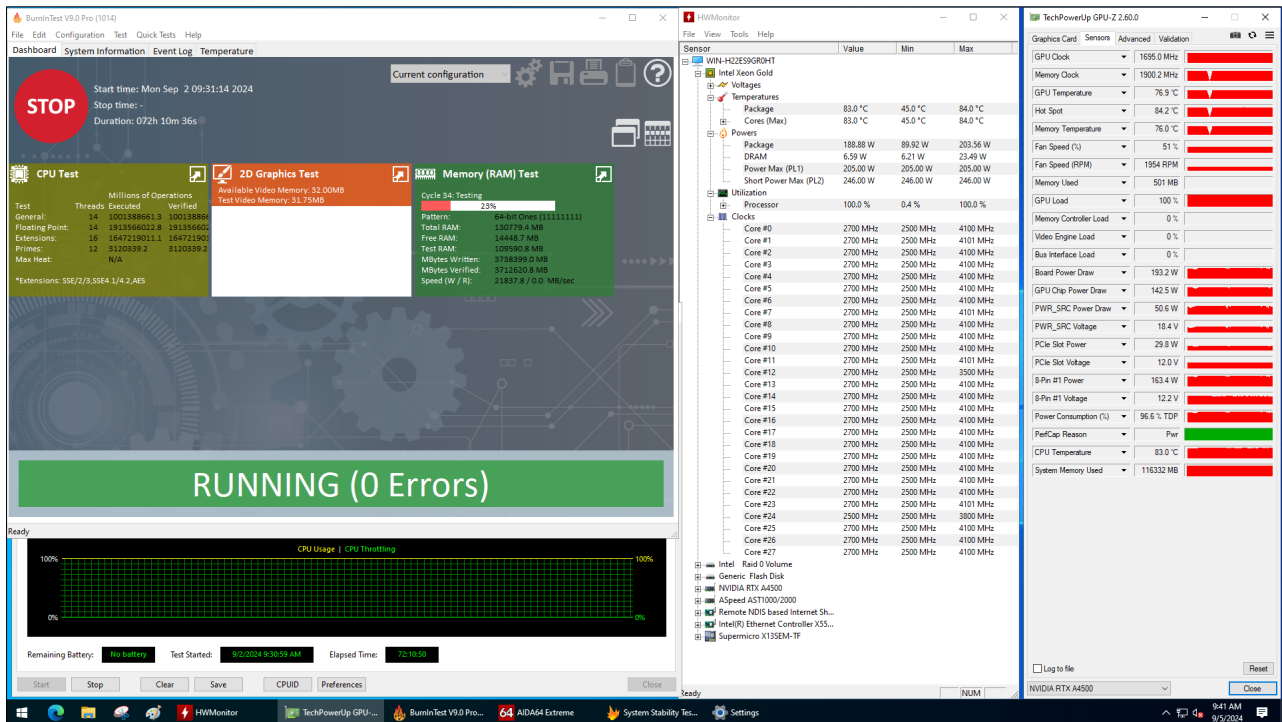 BurnInTest V9.0 Pro (1014)
File Edit Configuration Test Quick Tests Help
Dashboard System Information Event Log Temperature
Current configuration
STOP
Start time: Mon Sep 2 09:31:14 2024
Stop time: -
Duration: 072h 10m 36s
CPU Test
Millions of Operations
Test Threads Executed Verified
General: 14 1001388661.3 100138866
Floating Point: 14 1913566022.8 191356602
Extensions: 16 1647219011.1 164721901
Primes: 12 3120339.2 3120339.2
Max Heat: N/A
*Extensions: SSE/2/3,SSE4.1/4.2,AES
2D Graphics Test
Available Video Memory: 32.00MB
Test Video Memory: 31.75MB
Memory (RAM) Test
Cycle 34: Testing
23%
Pattern: 64-bit Ones (11111111)
Total RAM: 130779.4 MB
Free RAM: 14448.7 MB
Test RAM: 109590.8 MB
MBytes Written: 3738399.0 MB
MBytes Verified: 3712620.8 MB
Speed (W / R): 21837.8 / 0.0 MB/sec
RUNNING (0 Errors)
Ready
CPU Usage | CPU Throttling
100% 100%
0% 0%
Remaining Battery: No battery Test Started: 9/2/2024 9:30:59 AM Elapsed Time: 72:10:50
Start Stop Clear Save CPUID Preferences Close
HWMonitor
File View Tools Help
Sensor Value Min Max
WIN-H22ES9GR0HT
Intel Xeon Gold
Voltages
Temperatures
Package 83.0 °C 45.0 °C 84.0 °C
Cores (Max) 83.0 °C 45.0 °C 84.0 °C
Powers
Package 188.88 W 89.92 W 203.56 W
DRAM 6.59 W 6.21 W 23.49 W
Power Max (PL1) 205.00 W 205.00 W 205.00 W
Short Power Max (PL2) 246.00 W 246.00 W 246.00 W
Utilization
Processor 100.0 % 0.4 % 100.0 %
Clocks
Core #0 2700 MHz 2500 MHz 4100 MHz
Core #1 2700 MHz 2500 MHz 4101 MHz
Core #2 2700 MHz 2500 MHz 4100 MHz
Core #3 2700 MHz 2500 MHz 4100 MHz
Core #4 2700 MHz 2500 MHz 4100 MHz
Core #5 2700 MHz 2500 MHz 4100 MHz
Core #6 2700 MHz 2500 MHz 4100 MHz
Core #7 2700 MHz 2500 MHz 4101 MHz
Core #8 2700 MHz 2500 MHz 4100 MHz
Core #9 2700 MHz 2500 MHz 4100 MHz
Core #10 2700 MHz 2500 MHz 4100 MHz
Core #11 2700 MHz 2500 MHz 4101 MHz
Core #12 2700 MHz 2500 MHz 3500 MHz
Core #13 2700 MHz 2500 MHz 4100 MHz
Core #14 2700 MHz 2500 MHz 4100 MHz
Core #15 2700 MHz 2500 MHz 4100 MHz
Core #16 2700 MHz 2500 MHz 4100 MHz
Core #17 2700 MHz 2500 MHz 4100 MHz
Core #18 2700 MHz 2500 MHz 4100 MHz
Core #19 2700 MHz 2500 MHz 4100 MHz
Core #20 2700 MHz 2500 MHz 4100 MHz
Core #21 2700 MHz 2500 MHz 4100 MHz
Core #22 2700 MHz 2500 MHz 4100 MHz
Core #23 2700 MHz 2500 MHz 4101 MHz
Core #24 2500 MHz 2500 MHz 3800 MHz
Core #25 2700 MHz 2500 MHz 4100 MHz
Core #26 2700 MHz 2500 MHz 4100 MHz
Core #27 2700 MHz 2500 MHz 4100 MHz
Intel Raid 0 Volume
Generic Flash Disk
NVIDIA RTX A4500
ASpeed AST1000/2000
Remote NDIS based Internet Sh...
Intel(R) Ethernet Controller X55...
Supermicro X13SEM-TF
Ready NUM
TechPowerUp GPU-Z 2.60.0
Graphics Card Sensors Advanced Validation
GPU Clock 1695.0 MHz
Memory Clock 1900.2 MHz
GPU Temperature 76.9 °C
Hot Spot 84.2 °C
Memory Temperature 76.0 °C
Fan Speed (%) 51 %
Fan Speed (RPM) 1954 RPM
Memory Used 501 MB
GPU Load 100 %
Memory Controller Load 0 %
Video Engine Load 0 %
Bus Interface Load 0 %
Board Power Draw 193.2 W
GPU Chip Power Draw 142.5 W
PWR_SRC Power Draw 50.6 W
PWR_SRC Voltage 18.4 V
PCIe Slot Power 29.8 W
PCIe Slot Voltage 12.0 V
8-Pin #1 Power 163.4 W
8-Pin #1 Voltage 12.2 V
Power Consumption (%) 96.6 % TDP
PerfCap Reason Pwr
CPU Temperature 83.0 °C
System Memory Used 116332 MB
Log to file Reset
NVIDIA RTX A4500 Close
HWMonitor TechPowerUp GPU-... BurnInTest V9.0 Pro... 64 AIDA64 Extreme System Stability Tes... Settings
9:41 AM
9/5/2024